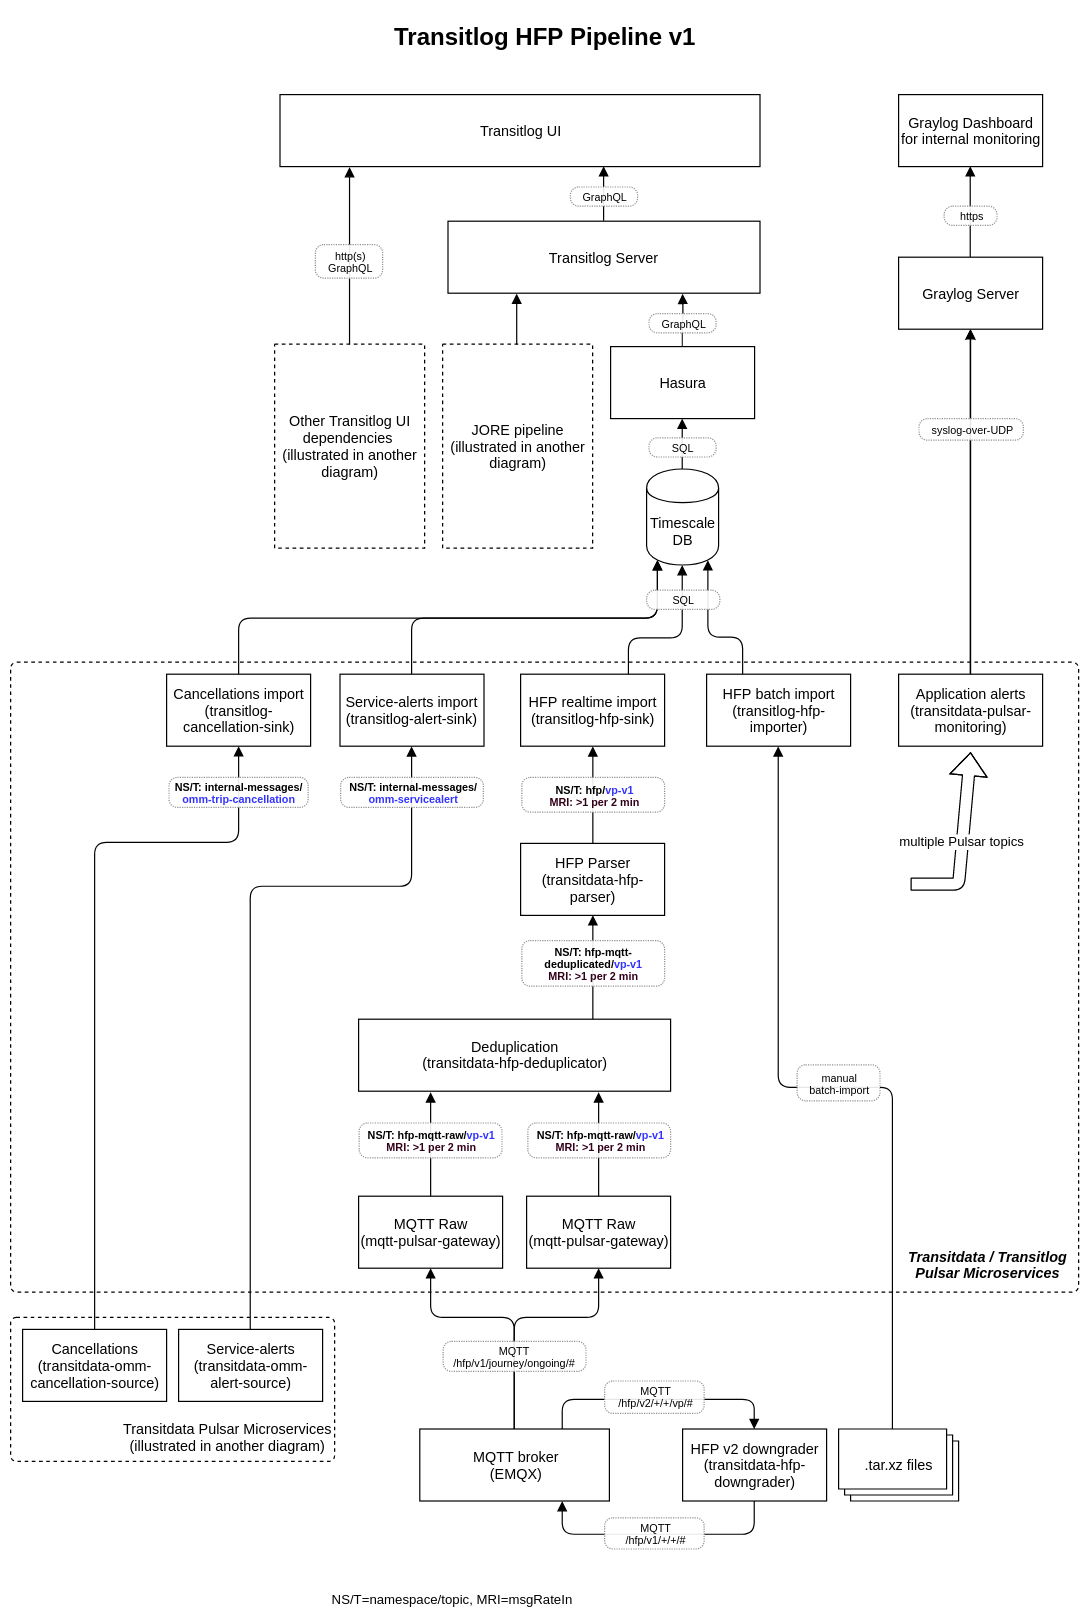 Transitlog HFP Pipeline v1
Transitlog UI
Graylog Dashboard
for internal monitoring
GraphQL
https
http(s)
GraphQL
Transitlog Server
Graylog Server
GraphQL
Hasura
Other Transitlog UI
dependencies
(illustrated in another
diagram)
JORE pipeline
(illustrated in another
diagram)
syslog-over-UDP
SQL
Timescale
DB
SQL
Cancellations import
(transitlog-
cancellation-sink)
Service-alerts import
(transitlog-alert-sink)
HFP realtime import
(transitlog-hfp-sink)
HFP batch import
(transitlog-hfp-
importer)
Application alerts
(transitdata-pulsar-
monitoring)
NS/T: internal-messages/
omm-trip-cancellation
NS/T: internal-messages/
omm-servicealert
NS/T: hfp/vp-v1
MRI: >1 per 2 min
multiple Pulsar topics
HFP Parser
(transitdata-hfp-
parser)
NS/T: hfp-mqtt-
deduplicated/vp-v1
MRI: >1 per 2 min
Deduplication
(transitdata-hfp-deduplicator)
manual
batch-import
NS/T: hfp-mqtt-raw/vp-v1
MRI: >1 per 2 min
NS/T: hfp-mqtt-raw/vp-v1
MRI: >1 per 2 min
MQTT Raw
(mqtt-pulsar-gateway)
MQTT Raw
(mqtt-pulsar-gateway)
Transitdata / Transitlog
Pulsar Microservices
Cancellations
(transitdata-omm-
cancellation-source)
Service-alerts
(transitdata-omm-
alert-source)
Transitdata Pulsar Microservices
(illustrated in another diagram)
MQTT
/hfp/v1/journey/ongoing/#
MQTT
/hfp/v2/+/+/vp/#
MQTT broker
(EMQX)
HFP v2 downgrader
(transitdata-hfp-
downgrader)
.tar.xz files
MQTT
/hfp/v1/+/+/#
NS/T=namespace/topic, MRI=msgRateIn